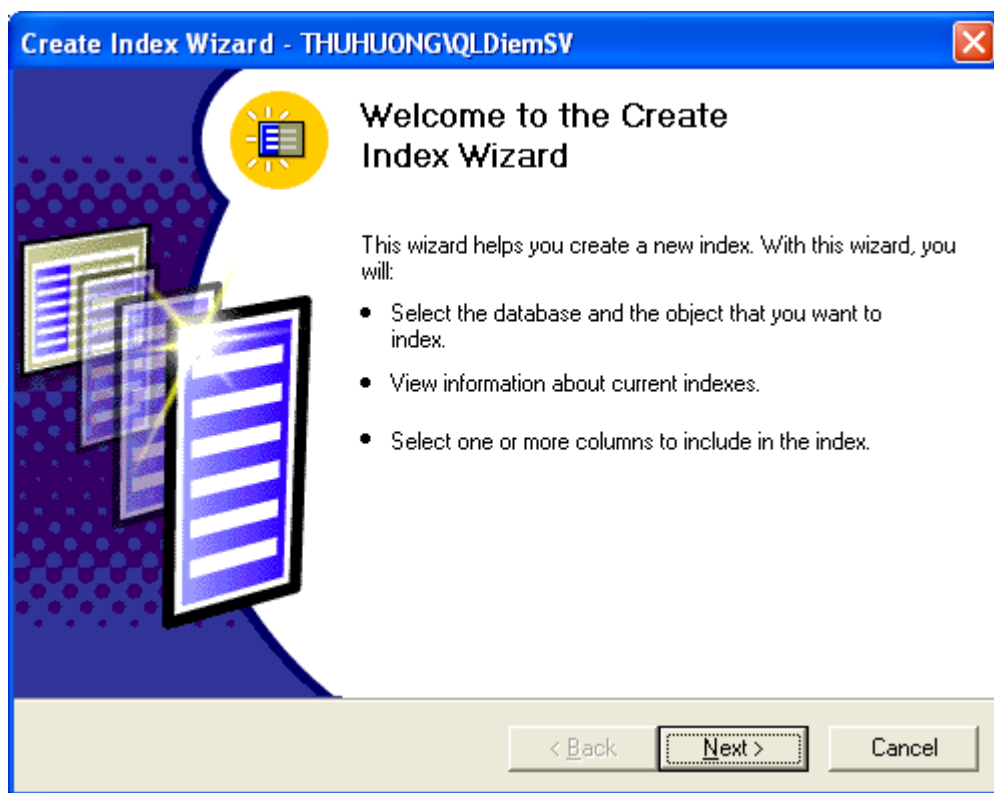 Create Index Wizard - THUHUONG\QLDiemSV
Welcome to the Create
Index Wizard
This wizard helps you create a new index. With this wizard, you
will:
• Select the database and the object that you want to
index.
• View information about current indexes.
• Select one or more columns to include in the index.
< Back
Next >
Cancel